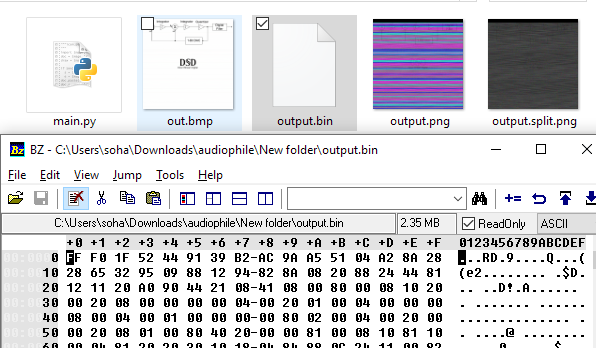 DSD
main.py
out.bmp
output.bin
output.png
output.split.png
Bz BZ - C:\Users\soha\Downloads\audiophile\New folder\output.bin
File Edit View Jump Tools Help
C:\Users\soha\Downloads\audiophile\New folder\output.bin 2.35 MB ReadOnly ASCII
+0 +1 +2 +3 +4 +5 +6 +7 +8 +9 +A +B +C +D +E +F 0123456789ABCDEF
0 FF F0 1F 52 44 91 39 B2-AC 9A A5 51 04 A2 8A 28 ...RD.9....Q...(
10 28 65 32 95 09 88 12 94-82 8A 08 20 88 24 44 81 (e2........ .$D.
20 12 11 20 A0 90 44 21 08-41 08 00 80 00 08 10 20 .. ..D!.A......
30 00 20 08 00 00 00 08 04-00 20 01 00 04 00 00 00
40 08 00 04 00 01 00 00 00-00 80 02 00 04 00 20 00
50 00 20 08 01 00 80 40 20-00 00 81 00 08 10 81 10